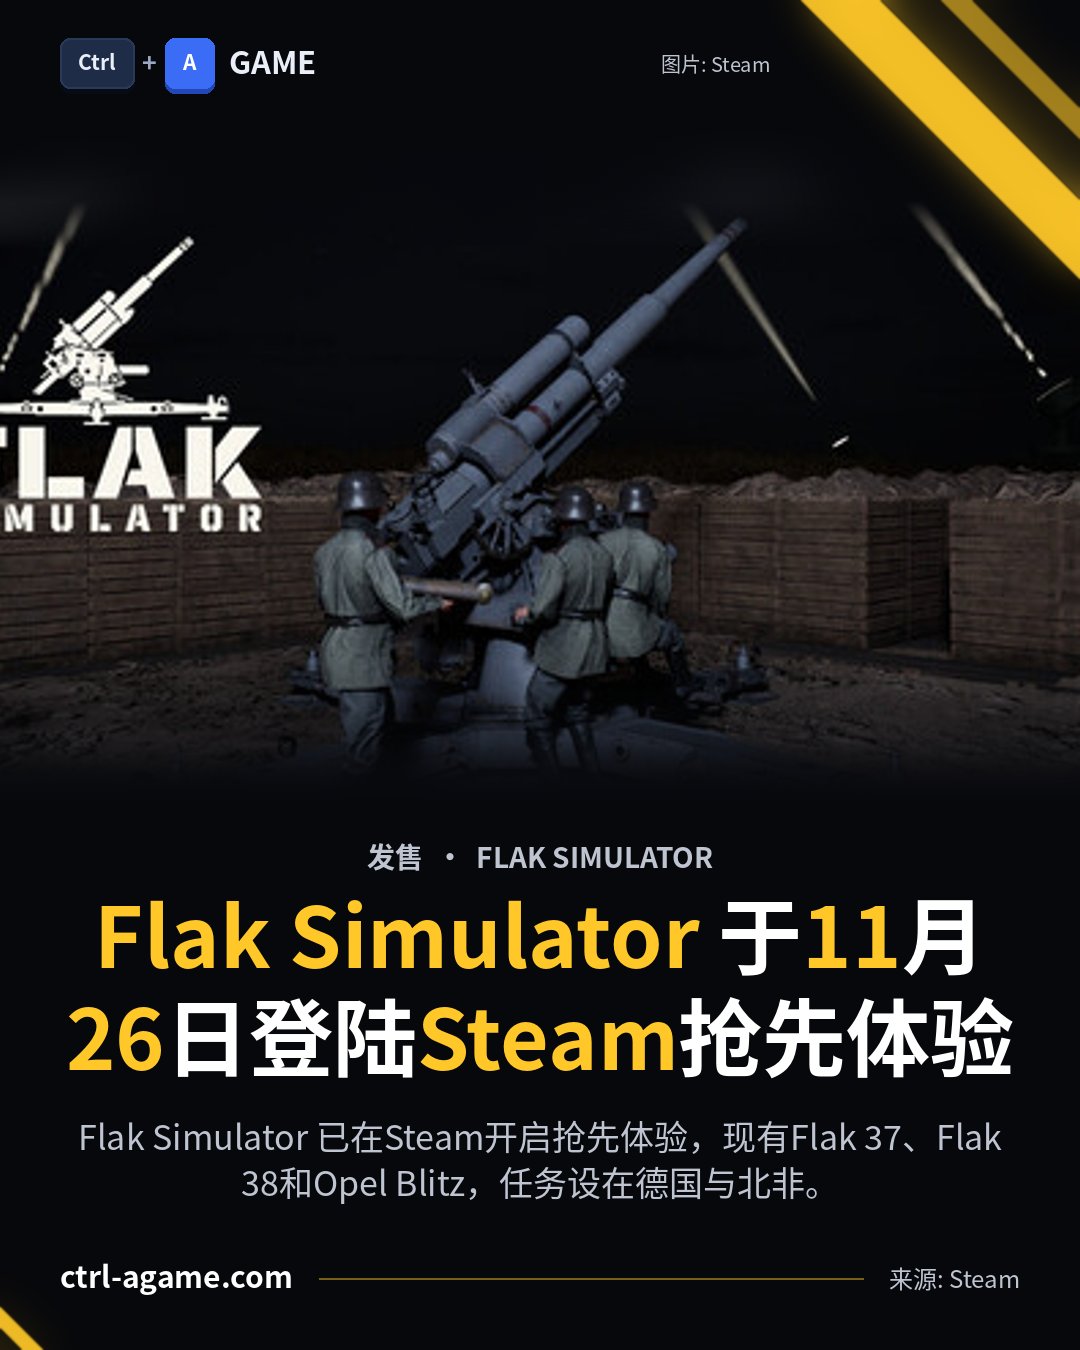 Ctrl + A GAME
图片: Steam
FLAK
MULATOR
发售 • FLAK SIMULATOR
Flak Simulator 于11月
26日登陆Steam抢先体验
Flak Simulator 已在Steam开启抢先体验，现有Flak 37、Flak
38和Opel Blitz，任务设在德国与北非。
ctrl-agame.com
来源: Steam